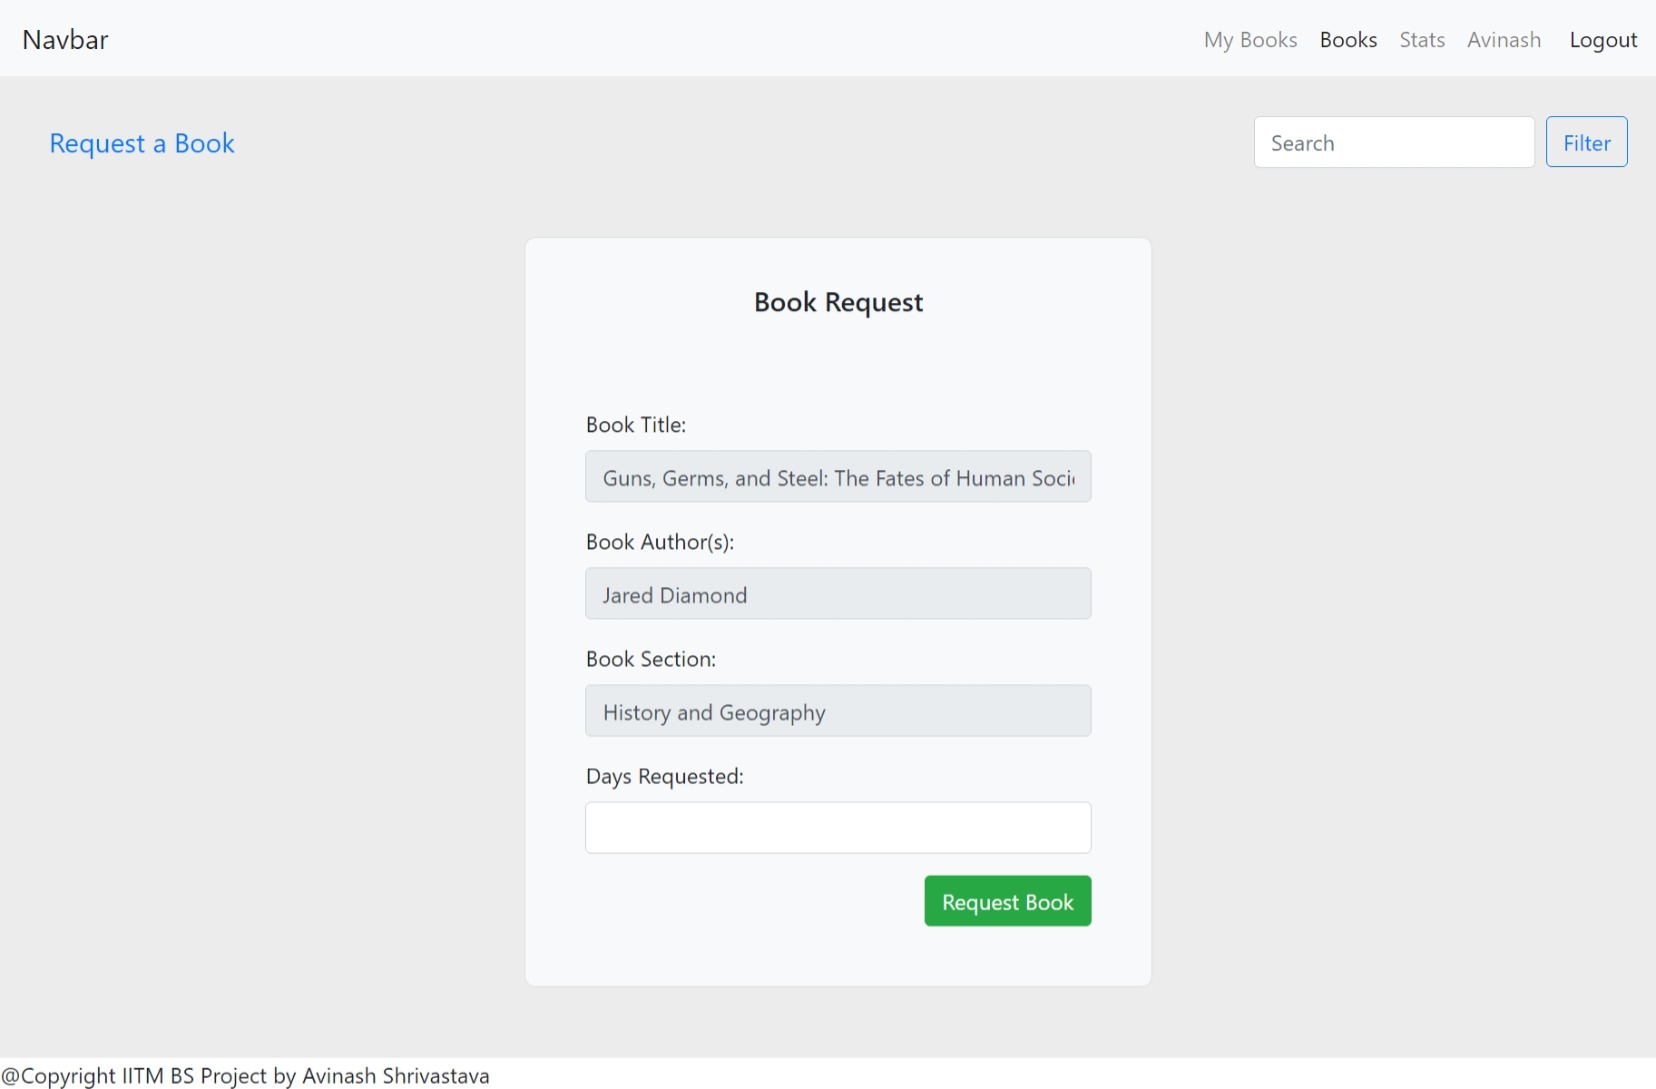 Navbar My Books Books Stats Avinash Logout
Request a Book Search Filter
Book Request
Book Title:
Guns, Germs, and Steel: The Fates of Human
Book Author(s):
Jared Diamond
Book Section:
History and Geography
Days Requested:
Request Book
@Copyright IITM BS Project by Avinash Shrivastava